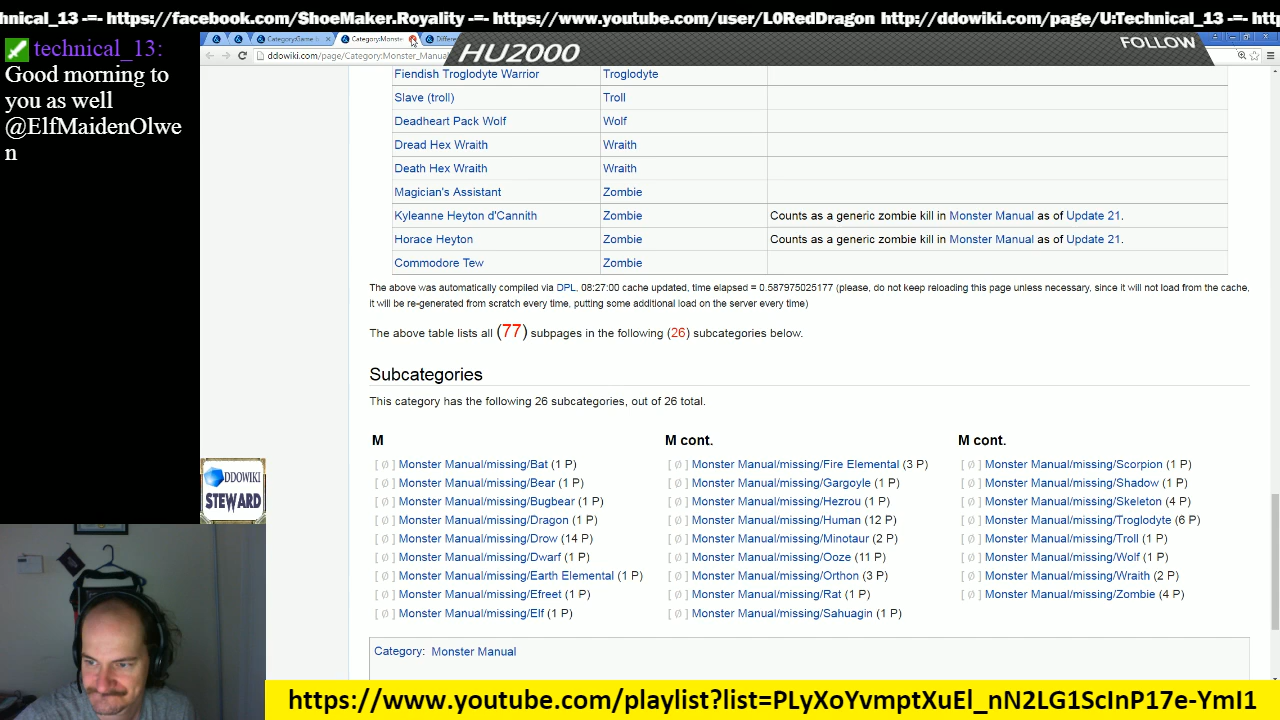 hnical_13 -=- https://facebook.com/ShoeMaker.Royality -=- https://www.youtube.com/user/L0RedDragon http://ddowiki.com/page/U:Technical_13 -=- http
technical_13:
Good morning to
you as well
@ElfMaidenOlwe
n
Category:Game
Category:Monste
Differe
HU2000
FOLLOW
ddowiki.com/page/Category:Monster_Manual
Fiendish Troglodyte Warrior Troglodyte
Slave (troll) Troll
Deadheart Pack Wolf Wolf
Dread Hex Wraith Wraith
Death Hex Wraith Wraith
Magician's Assistant Zombie
Kyleanne Heyton d'Cannith Zombie Counts as a generic zombie kill in Monster Manual as of Update 21.
Horace Heyton Zombie Counts as a generic zombie kill in Monster Manual as of Update 21.
Commodore Tew Zombie
The above was automatically compiled via DPL, 08:27:00 cache updated, time elapsed = 0.587975025177 (please, do not keep reloading this page unless necessary, since it will not load from the cache,
it will be re-generated from scratch every time, putting some additional load on the server every time)
The above table lists all (77) subpages in the following (26) subcategories below.
Subcategories
This category has the following 26 subcategories, out of 26 total.
M
[ ∅ ] Monster Manual/missing/Bat (1 P)
[ ∅ ] Monster Manual/missing/Bear (1 P)
[ ∅ ] Monster Manual/missing/Bugbear (1 P)
[ ∅ ] Monster Manual/missing/Dragon (1 P)
[ ∅ ] Monster Manual/missing/Drow (14 P)
[ ∅ ] Monster Manual/missing/Dwarf (1 P)
[ ∅ ] Monster Manual/missing/Earth Elemental (1 P)
[ ∅ ] Monster Manual/missing/Efreet (1 P)
[ ∅ ] Monster Manual/missing/Elf (1 P)
M cont.
[ ∅ ] Monster Manual/missing/Fire Elemental (3 P)
[ ∅ ] Monster Manual/missing/Gargoyle (1 P)
[ ∅ ] Monster Manual/missing/Hezrou (1 P)
[ ∅ ] Monster Manual/missing/Human (12 P)
[ ∅ ] Monster Manual/missing/Minotaur (2 P)
[ ∅ ] Monster Manual/missing/Ooze (11 P)
[ ∅ ] Monster Manual/missing/Orthon (3 P)
[ ∅ ] Monster Manual/missing/Rat (1 P)
[ ∅ ] Monster Manual/missing/Sahuagin (1 P)
M cont.
[ ∅ ] Monster Manual/missing/Scorpion (1 P)
[ ∅ ] Monster Manual/missing/Shadow (1 P)
[ ∅ ] Monster Manual/missing/Skeleton (4 P)
[ ∅ ] Monster Manual/missing/Troglodyte (6 P)
[ ∅ ] Monster Manual/missing/Troll (1 P)
[ ∅ ] Monster Manual/missing/Wolf (1 P)
[ ∅ ] Monster Manual/missing/Wraith (2 P)
[ ∅ ] Monster Manual/missing/Zombie (4 P)
Category: Monster Manual
DDOWIKI
STEWARD
https://www.youtube.com/playlist?list=PLyXoYvmptXuEl_nN2LG1ScInP17e-YmI1